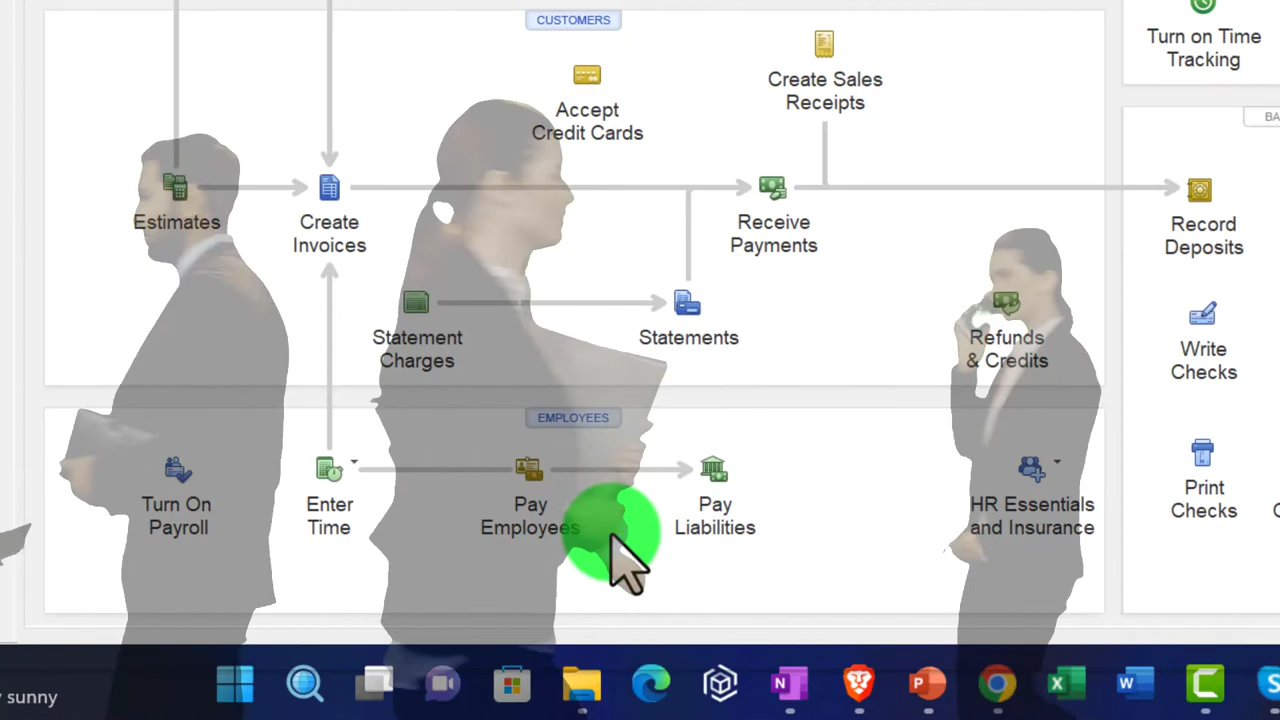 CUSTOMERS
Turn on Time
Tracking
Create Sales
Receipts
Accept
Credit Cards
BA
Estimates
Create
Invoices
Receive
Payments
Record
Deposits
Statement
Charges
Statements
Refunds
& Credits
Write
Checks
EMPLOYEES
Turn On
Payroll
Enter
Time
Pay
Employees
Pay
Liabilities
HR Essentials
and Insurance
Print
Checks
sunny